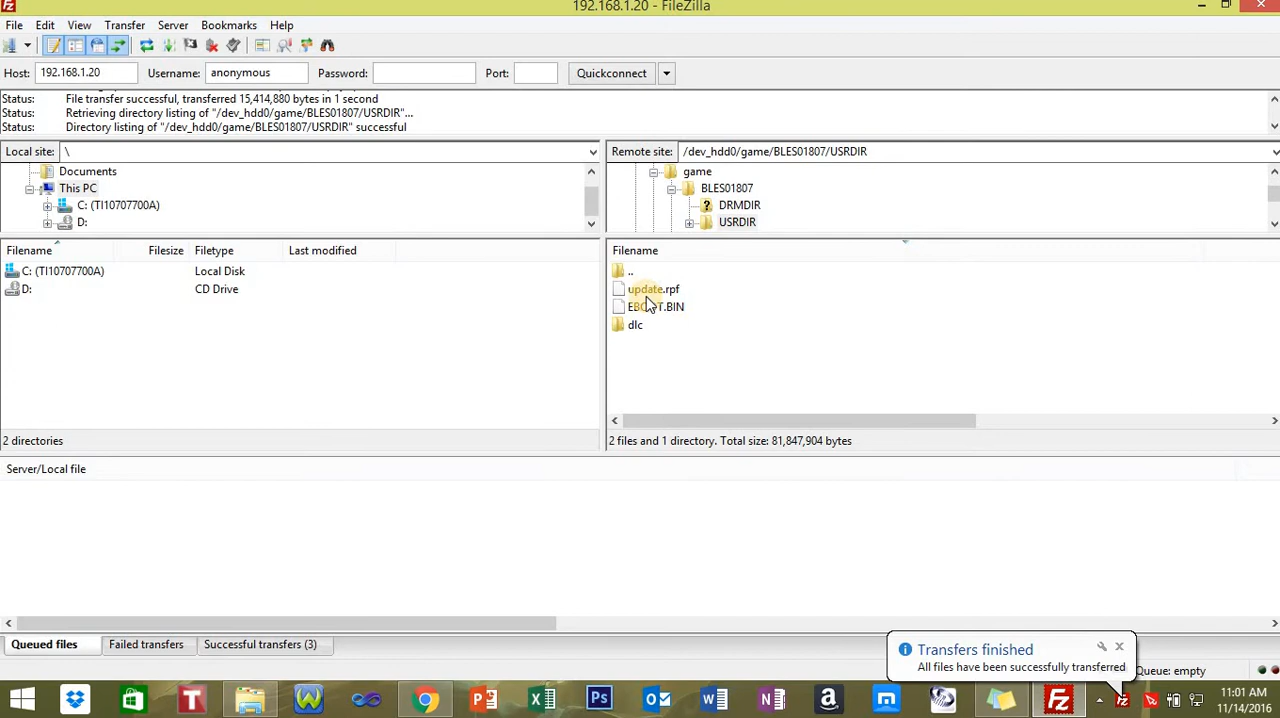 192.168.1.20 - FileZilla
File Edit View Transfer Server Bookmarks Help
Host: 192.168.1.20 Username: anonymous Password: Port: Quickconnect
Status: File transfer successful, transferred 15,414,880 bytes in 1 second
Status: Retrieving directory listing of "/dev_hdd0/game/BLES01807/USRDIR"...
Status: Directory listing of "/dev_hdd0/game/BLES01807/USRDIR" successful
Local site: \
Documents
This PC
C: (TI10707700A)
D:
Remote site: /dev_hdd0/game/BLES01807/USRDIR
game
BLES01807
DRMDIR
USRDIR
Filename Filesize Filetype Last modified
C: (TI10707700A) Local Disk
D: CD Drive
2 directories
Filename
..
update.rpf
EBOOT.BIN
dlc
2 files and 1 directory. Total size: 81,847,904 bytes
Server/Local file
Queued files Failed transfers Successful transfers (3)
Transfers finished
All files have been successfully transferred
Queue: empty
11:01 AM
11/14/2016